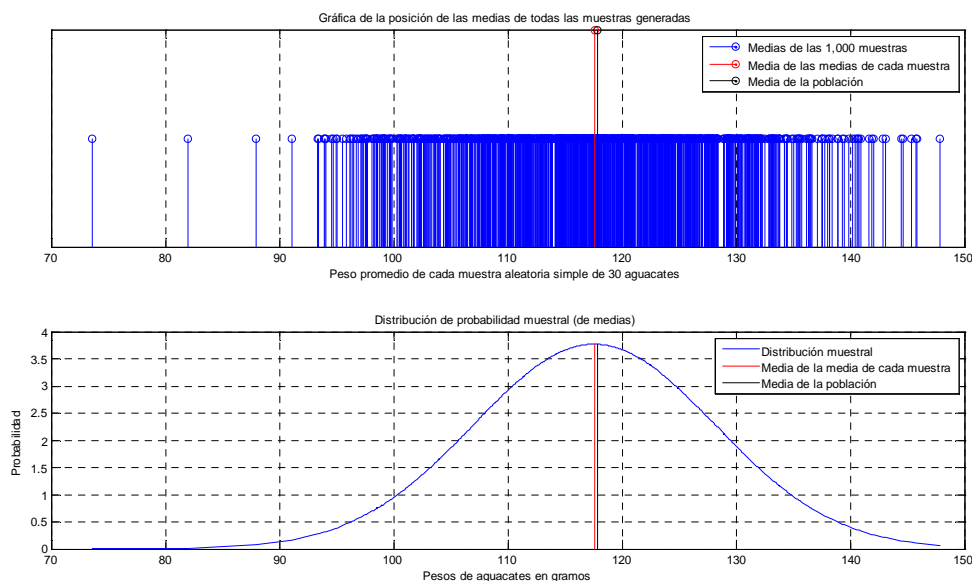 Gráfica de la posición de las medias de todas las muestras generadas
Medias de las 1,000 muestras
Media de las medias de cada muestra
Media de la población
70 80 90 100 110 120 130 140 150
Peso promedio de cada muestra aleatoria simple de 30 aguacates
Distribución de probabilidad muestral (de medias)
4
3.5
3
2.5
2
1.5
1
0.5
0
Probabilidad
Distribución muestral
Media de la media de cada muestra
Media de la población
70 80 90 100 110 120 130 140 150
Pesos de aguacates en gramos